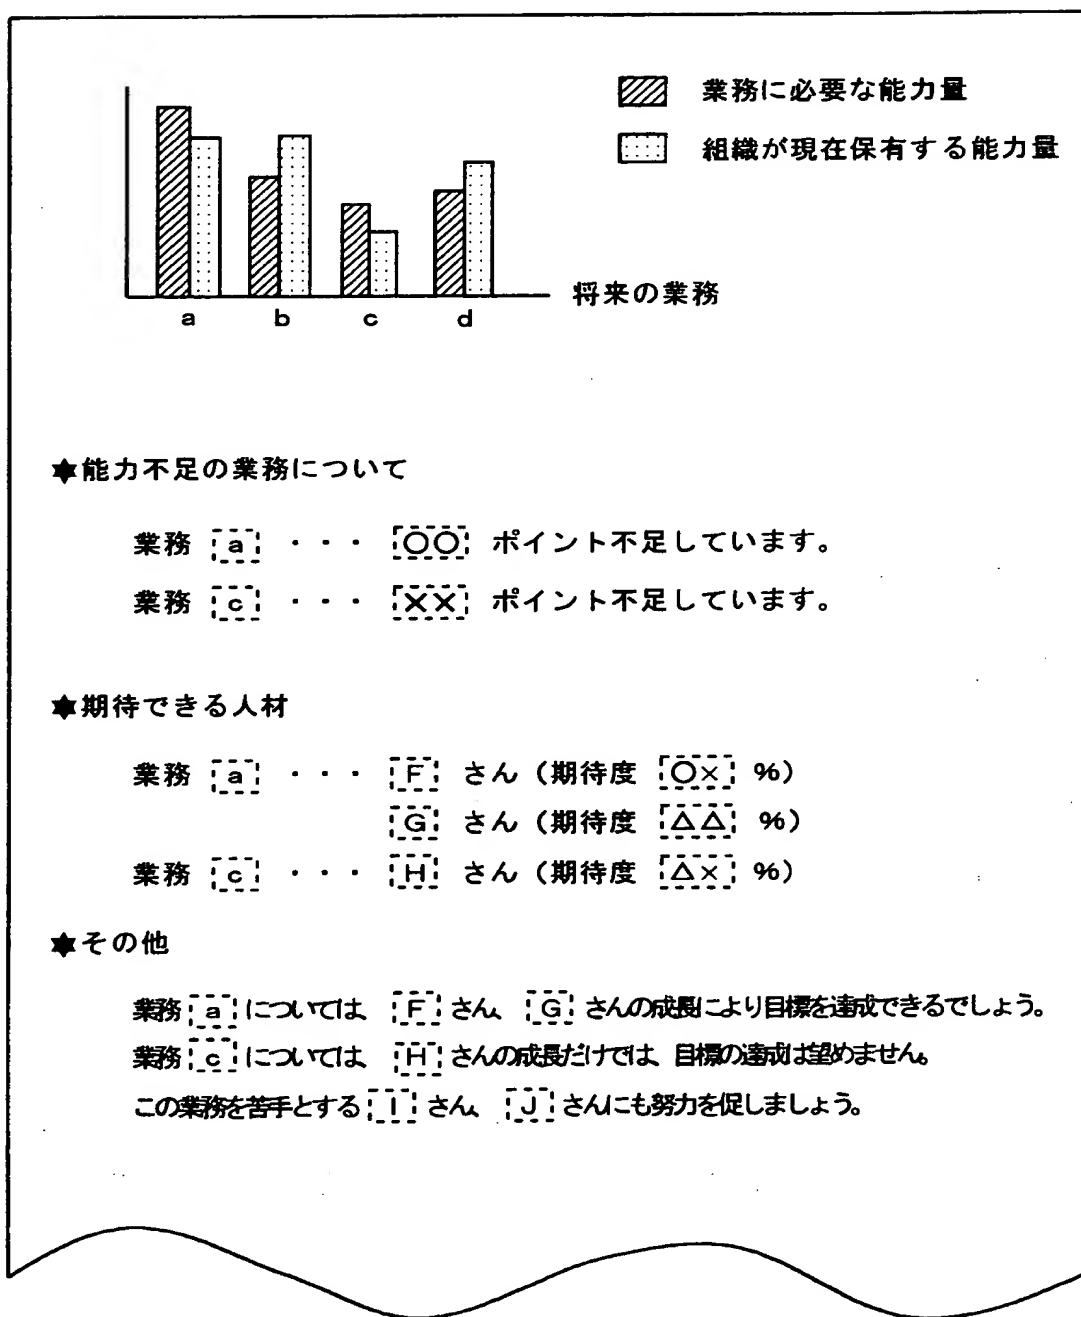 業務に必要な能力量
組織が現在保有する能力量
将来の業務
a b c d
★能力不足の業務について
業務 a ・・・ ○○ ポイント不足しています。
業務 c ・・・ ×× ポイント不足しています。
★期待できる人材
業務 a ・・・ F さん（期待度 ○× %）
G さん（期待度 △△ %）
業務 c ・・・ H さん（期待度 △× %）
★その他
業務 a については、 F さん、 G さんの成長により目標を達成できるでしょう。
業務 c については、 H さんの成長だけでは、目標の達成は望めません。
この業務を苦手とする I さん、 J さんにも努力を促しましょう。